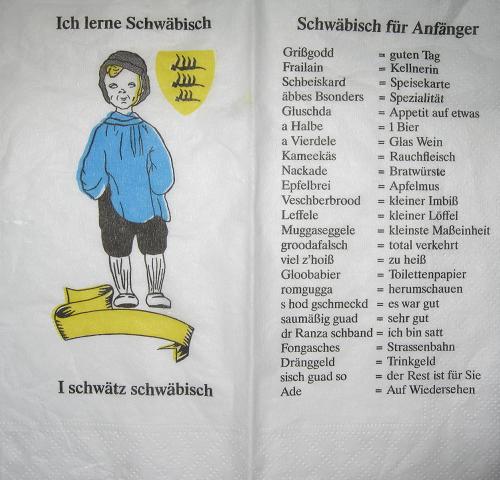 Ich lerne Schwäbisch
I schwätz schwäbisch
Schwäbisch für Anfänger
Grißgodd = guten Tag
Frailain = Kellnerin
Schbeiskard = Speisekarte
äbbes Bsonders = Spezialität
Gluschda = Appetit auf etwas
a Halbe = 1 Bier
a Vierdele = Glas Wein
Kameekäs = Rauchfleisch
Nackade = Bratwürste
Epfelbrei = Apfelmus
Veschberbrood = kleiner Imbiß
Leffele = kleiner Löffel
Muggaseggele = kleinste Maßeinheit
groodafalsch = total verkehrt
viel z'hoiß = zu heiß
Gloobabier = Toilettenpapier
romgugga = herumschauen
s hod gschmeckd = es war gut
saumäßig guad = sehr gut
dr Ranza schband = ich bin satt
Fongasches = Strassenbahn
Dränggeld = Trinkgeld
sisch guad so = der Rest ist für Sie
Ade = Auf Wiedersehen